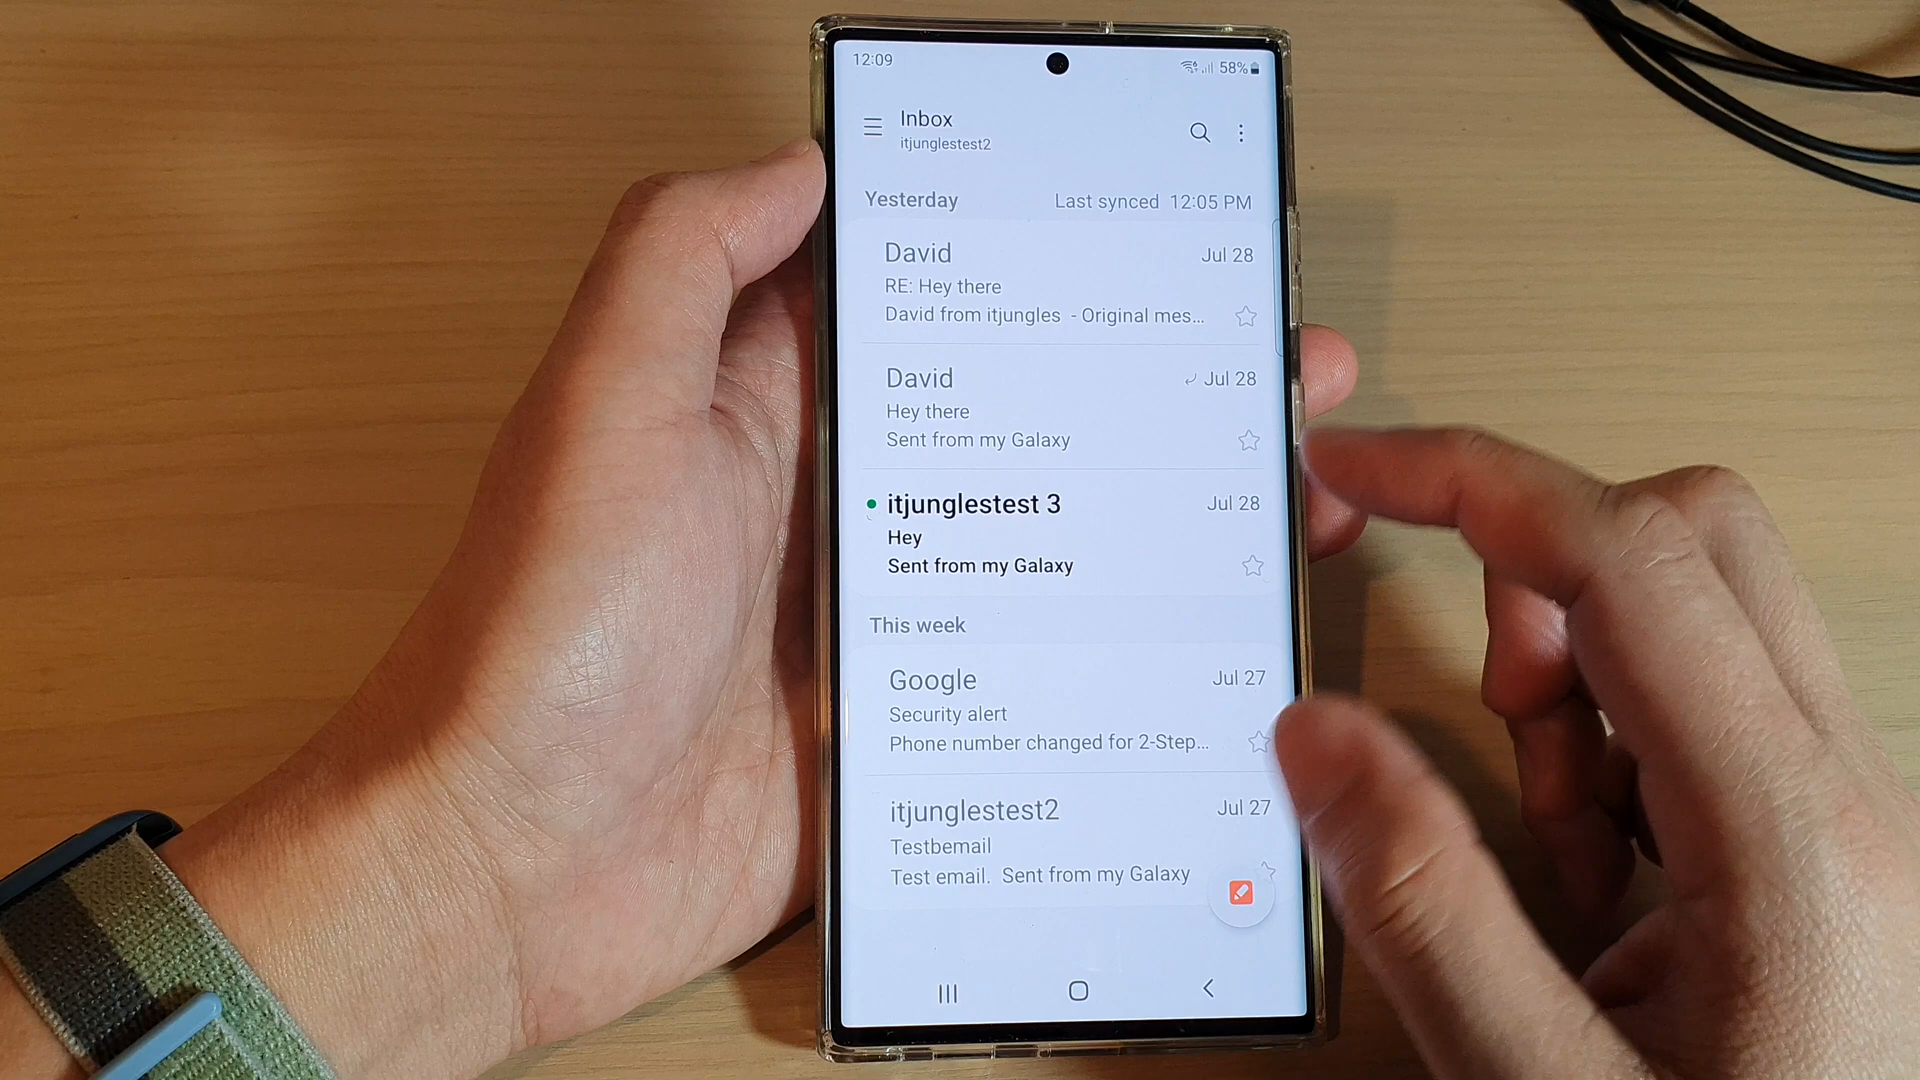 12:09
58%
Inbox
itjunglestest2
Yesterday
Last synced 12:05 PM
David
Jul 28
RE: Hey there
David from itjungles - Original mes...
David
Jul 28
Hey there
Sent from my Galaxy
itjunglestest 3
Jul 28
Hey
Sent from my Galaxy
This week
Google
Jul 27
Security alert
Phone number changed for 2-Step...
itjunglestest2
Jul 27
Testbemail
Test email. Sent from my Galaxy